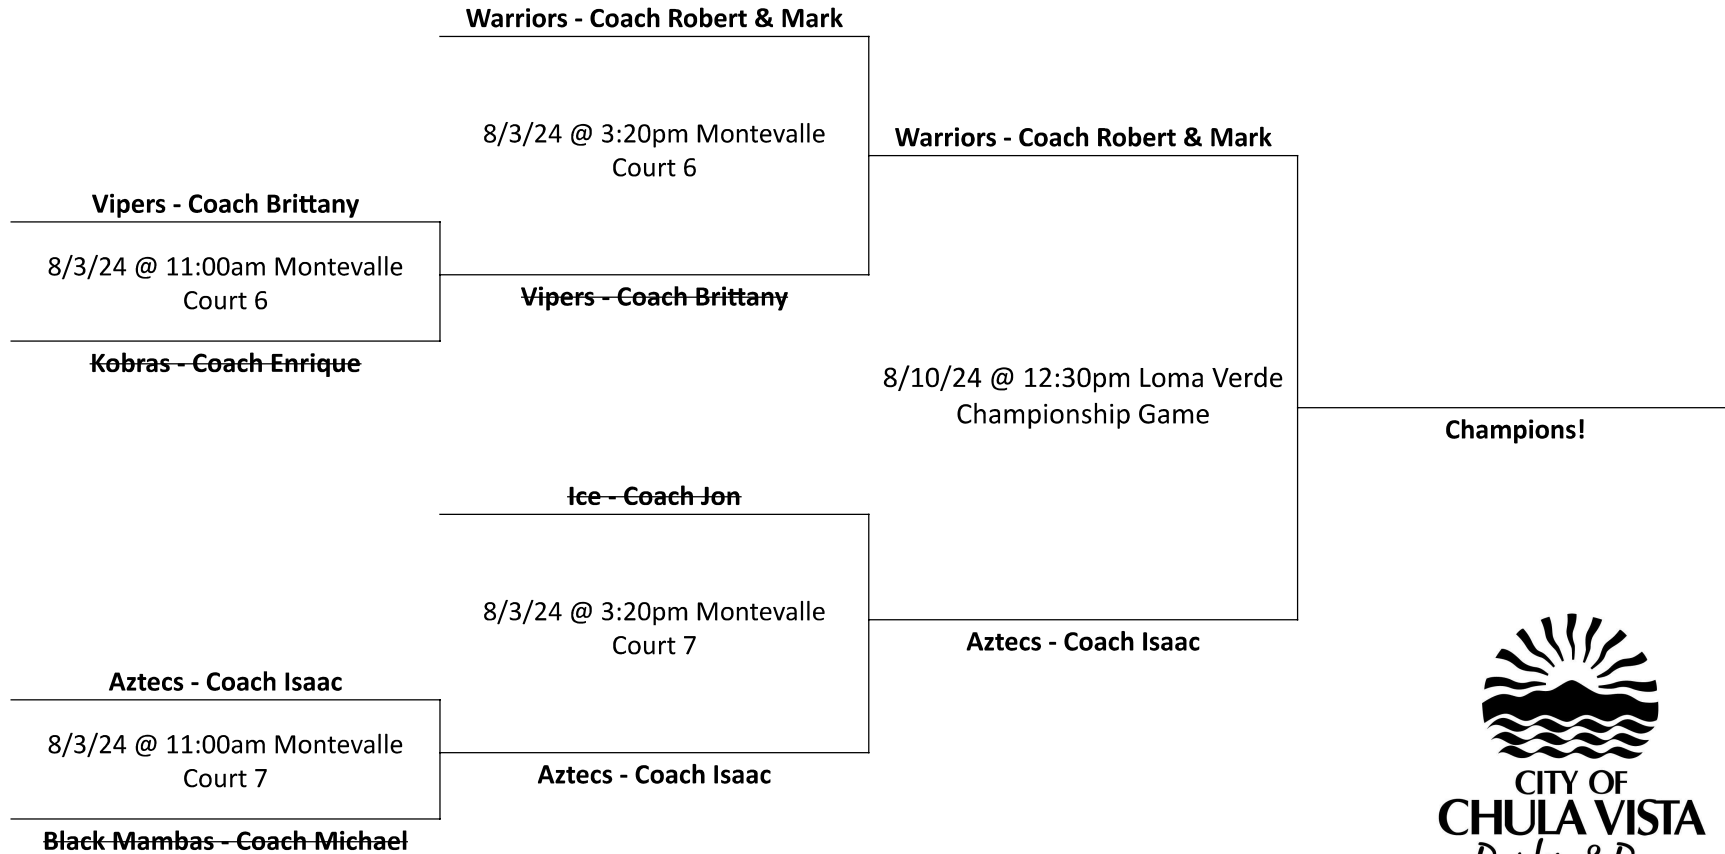 Warriors - Coach Robert & Mark
8/3/24 @ 3:20pm Montevalle
Court 6
Warriors - Coach Robert & Mark
Vipers - Coach Brittany
8/3/24 @ 11:00am Montevalle
Court 6
Vipers - Coach Brittany
Kobras - Coach Enrique
8/10/24 @ 12:30pm Loma Verde
Championship Game
Champions!
Ice - Coach Jon
8/3/24 @ 3:20pm Montevalle
Court 7
Aztecs - Coach Isaac
Aztecs - Coach Isaac
8/3/24 @ 11:00am Montevalle
Court 7
Aztecs - Coach Isaac
Black Mambas - Coach Michael
CITY OF
CHULA VISTA